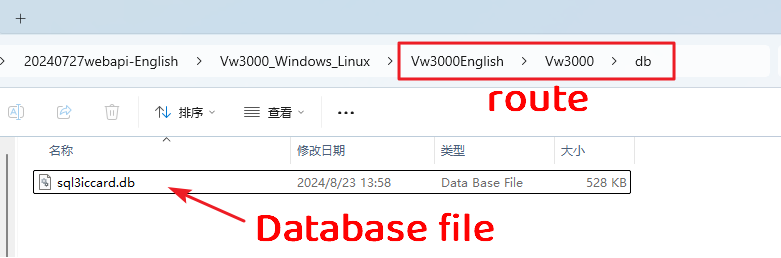 20240727webapi-English > Vw3000_Windows_Linux > Vw3000English > Vw3000 > db
route
排序 查看 ...
名称 修改日期 类型 大小
sql3iccard.db 2024/8/23 13:58 Data Base File 528 KB
Database file